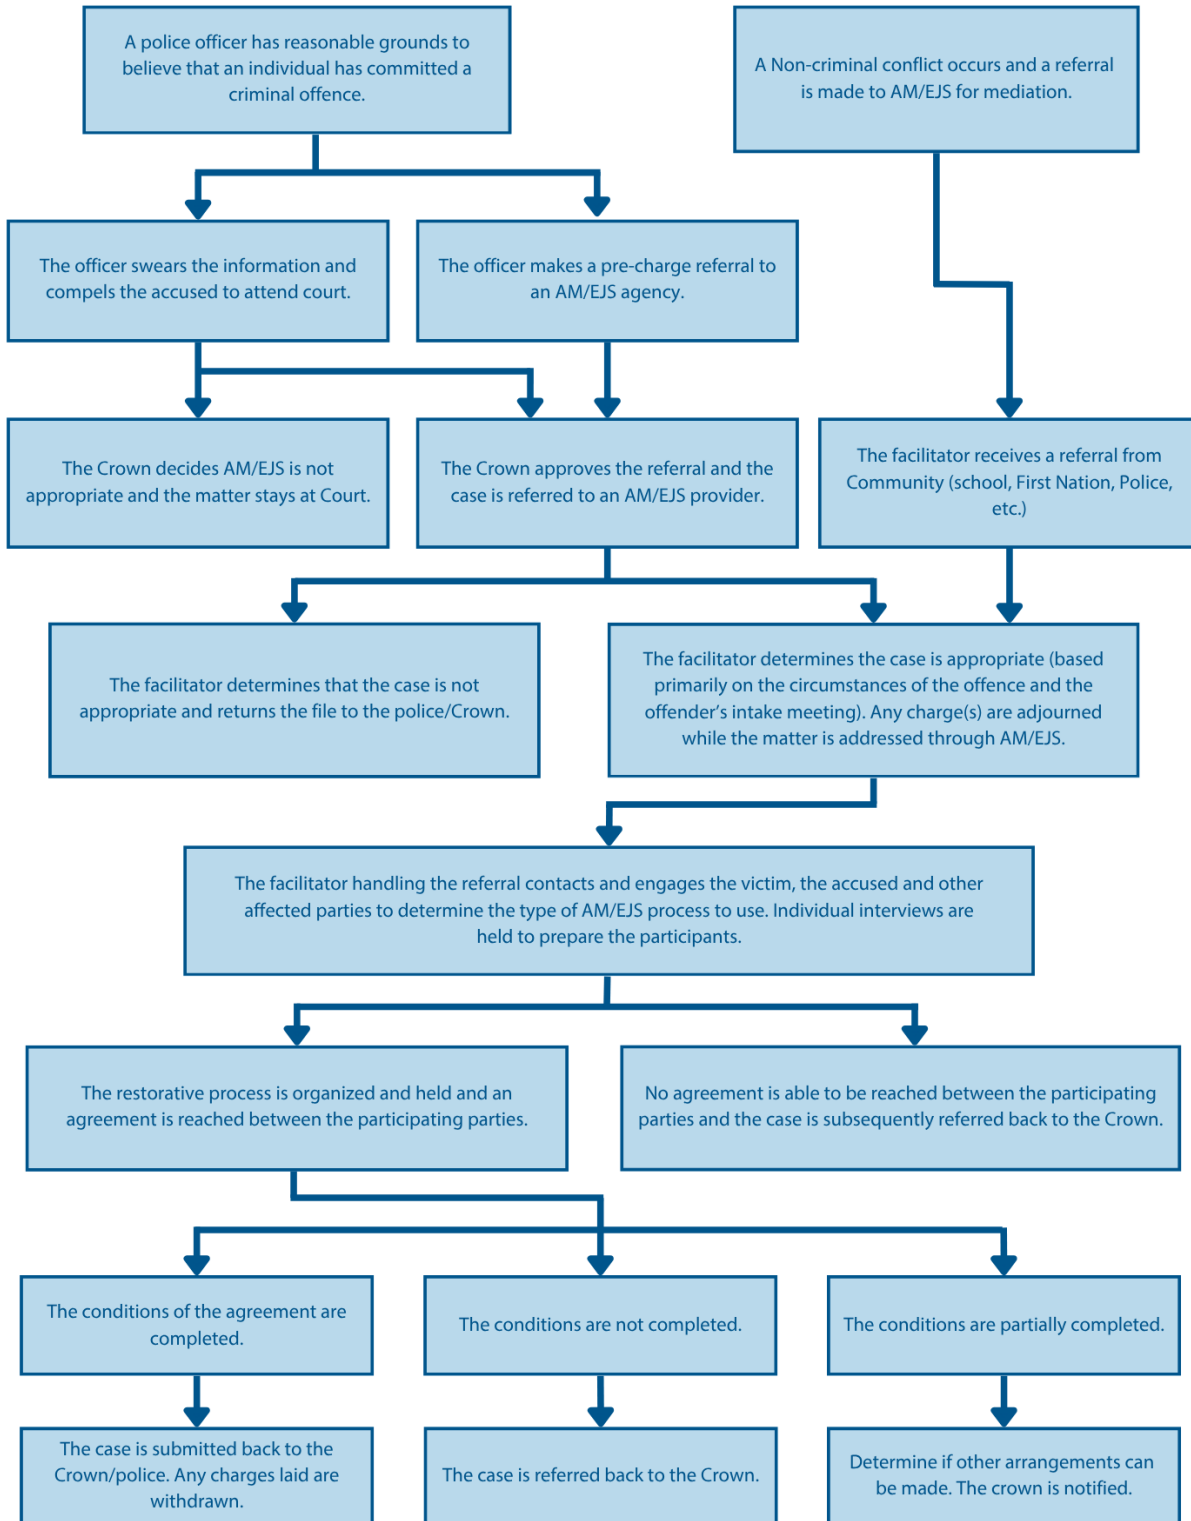 A police officer has reasonable grounds to
believe that an individual has committed a
criminal offence.
A Non-criminal conflict occurs and a referral
is made to AM/EJS for mediation.
The officer swears the information and
compels the accused to attend court.
The officer makes a pre-charge referral to
an AM/EJS agency.
The Crown decides AM/EJS is not
appropriate and the matter stays at Court.
The Crown approves the referral and the
case is referred to an AM/EJS provider.
The facilitator receives a referral from
Community (school, First Nation, Police,
etc.)
The facilitator determines that the case is not
appropriate and returns the file to the police/Crown.
The facilitator determines the case is appropriate (based
primarily on the circumstances of the offence and the
offender's intake meeting). Any charge(s) are adjourned
while the matter is addressed through AM/EJS.
The facilitator handling the referral contacts and engages the victim, the accused and other
affected parties to determine the type of AM/EJS process to use. Individual interviews are
held to prepare the participants.
The restorative process is organized and held and an
agreement is reached between the participating parties.
No agreement is able to be reached between the participating
parties and the case is subsequently referred back to the Crown.
The conditions of the agreement are
completed.
The conditions are not completed.
The conditions are partially completed.
The case is submitted back to the
Crown/police. Any charges laid are
withdrawn.
The case is referred back to the Crown.
Determine if other arrangements can
be made. The crown is notified.